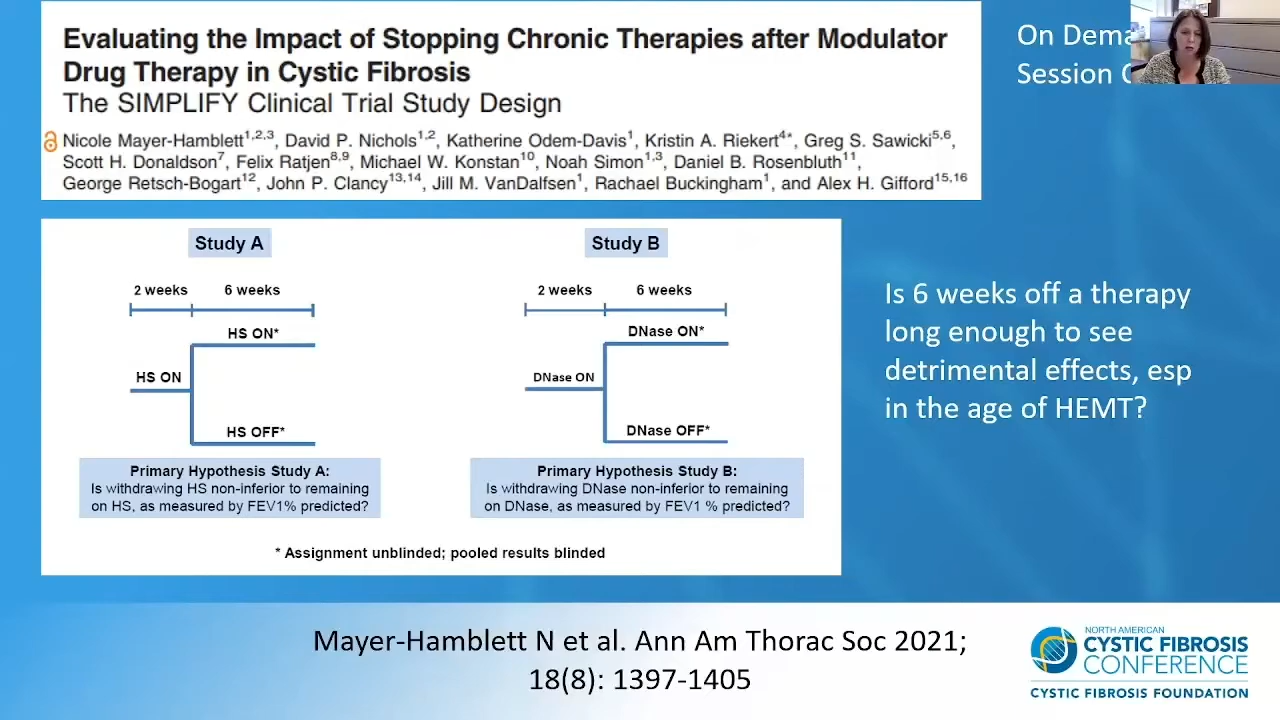 Evaluating the Impact of Stopping Chronic Therapies after Modulator
Drug Therapy in Cystic Fibrosis
The SIMPLIFY Clinical Trial Study Design
Nicole Mayer-Hamblett1,2,3, David P. Nichols1,2, Katherine Odem-Davis1, Kristin A. Riekert4*, Greg S. Sawicki5,6,
Scott H. Donaldson7, Felix Ratjen8,9, Michael W. Konstan10, Noah Simon1,3, Daniel B. Rosenbluth11,
George Retsch-Bogart12, John P. Clancy13,14, Jill M. VanDalfsen1, Rachael Buckingham1, and Alex H. Gifford15,16
On Dema
Session
Study A
2 weeks 6 weeks
HS ON*
HS ON
HS OFF*
Primary Hypothesis Study A:
Is withdrawing HS non-inferior to remaining
on HS, as measured by FEV1% predicted?
Study B
2 weeks 6 weeks
DNase ON*
DNase ON
DNase OFF*
Primary Hypothesis Study B:
Is withdrawing DNase non-inferior to remaining
on DNase, as measured by FEV1 % predicted?
* Assignment unblinded; pooled results blinded
Is 6 weeks off a therapy
long enough to see
detrimental effects, esp
in the age of HEMT?
Mayer-Hamblett N et al. Ann Am Thorac Soc 2021;
18(8): 1397-1405
NORTH AMERICAN
CYSTIC FIBROSIS
CONFERENCE
CYSTIC FIBROSIS FOUNDATION